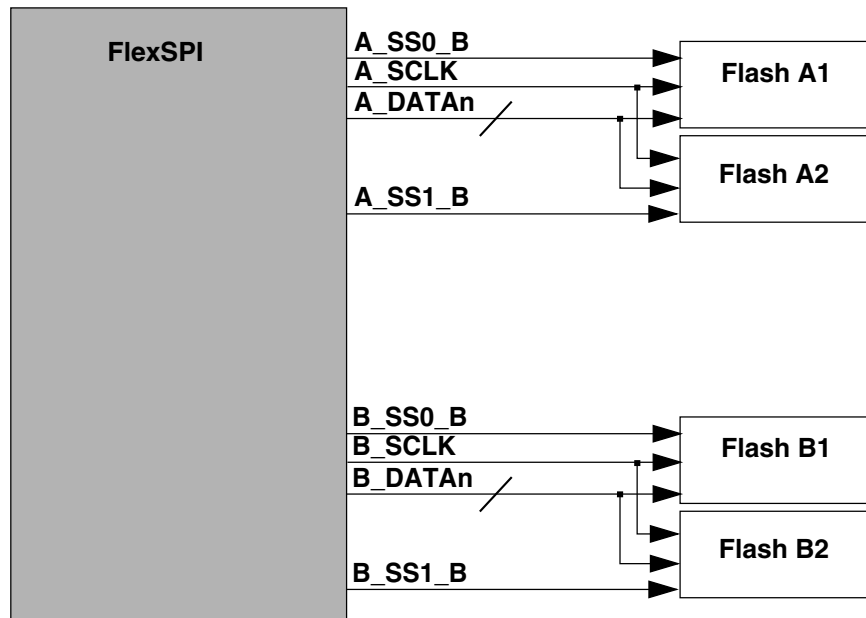 FlexSPI
A_SS0_B
A_SCLK
A_DATAn
A_SS1_B
Flash A1
Flash A2
B_SS0_B
B_SCLK
B_DATAn
B_SS1_B
Flash B1
Flash B2